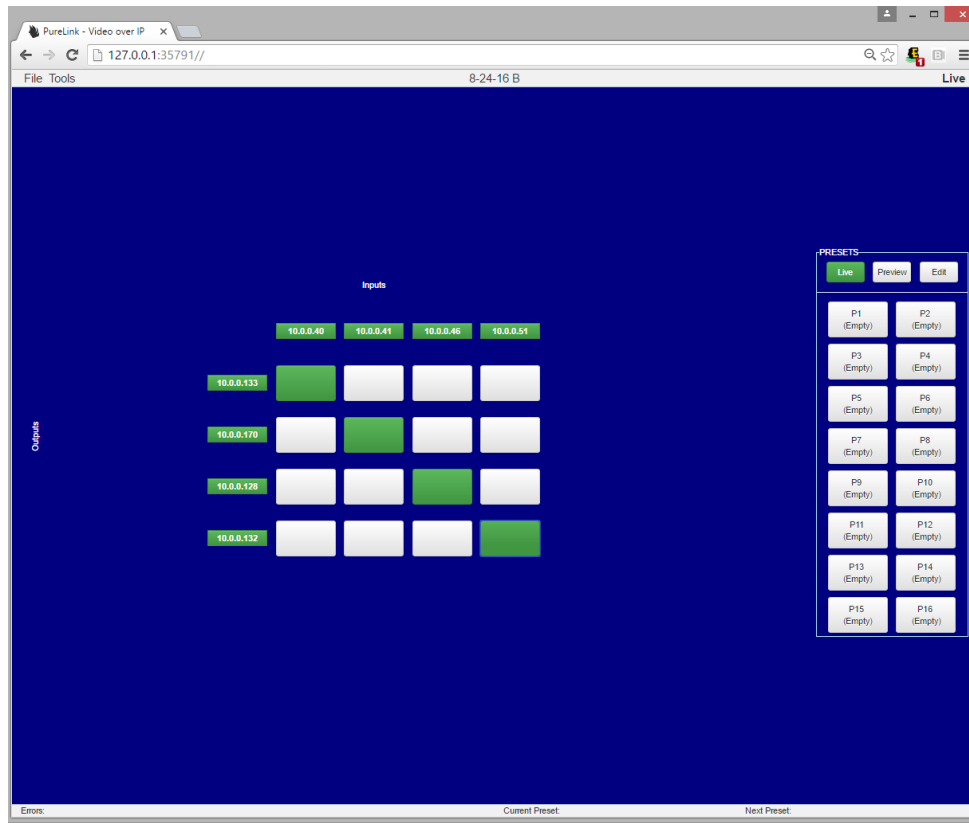 PureLink - Video over IP
127.0.0.1:35791//
1
File Tools 8-24-16 B Live
PRESETS
Live Preview Edit
Inputs
10.0.0.40 10.0.0.41 10.0.0.46 10.0.0.51
Outputs
10.0.0.133
10.0.0.170
10.0.0.128
10.0.0.132
P1 P2
(Empty) (Empty)
P3 P4
(Empty) (Empty)
P5 P6
(Empty) (Empty)
P7 P8
(Empty) (Empty)
P9 P10
(Empty) (Empty)
P11 P12
(Empty) (Empty)
P13 P14
(Empty) (Empty)
P15 P16
(Empty) (Empty)
Errors: Current Preset: Next Preset: